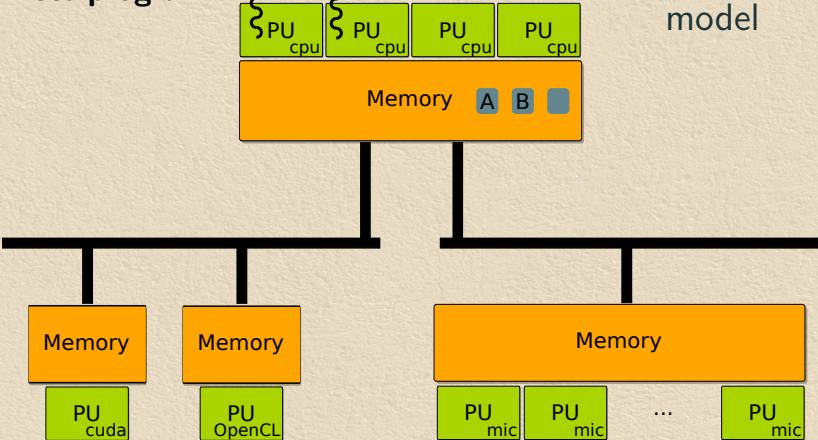 model
PU cpu PU cpu PU cpu PU cpu
Memory A B
Memory Memory Memory
PU cuda PU OpenCL PU mic PU mic ... PU mic